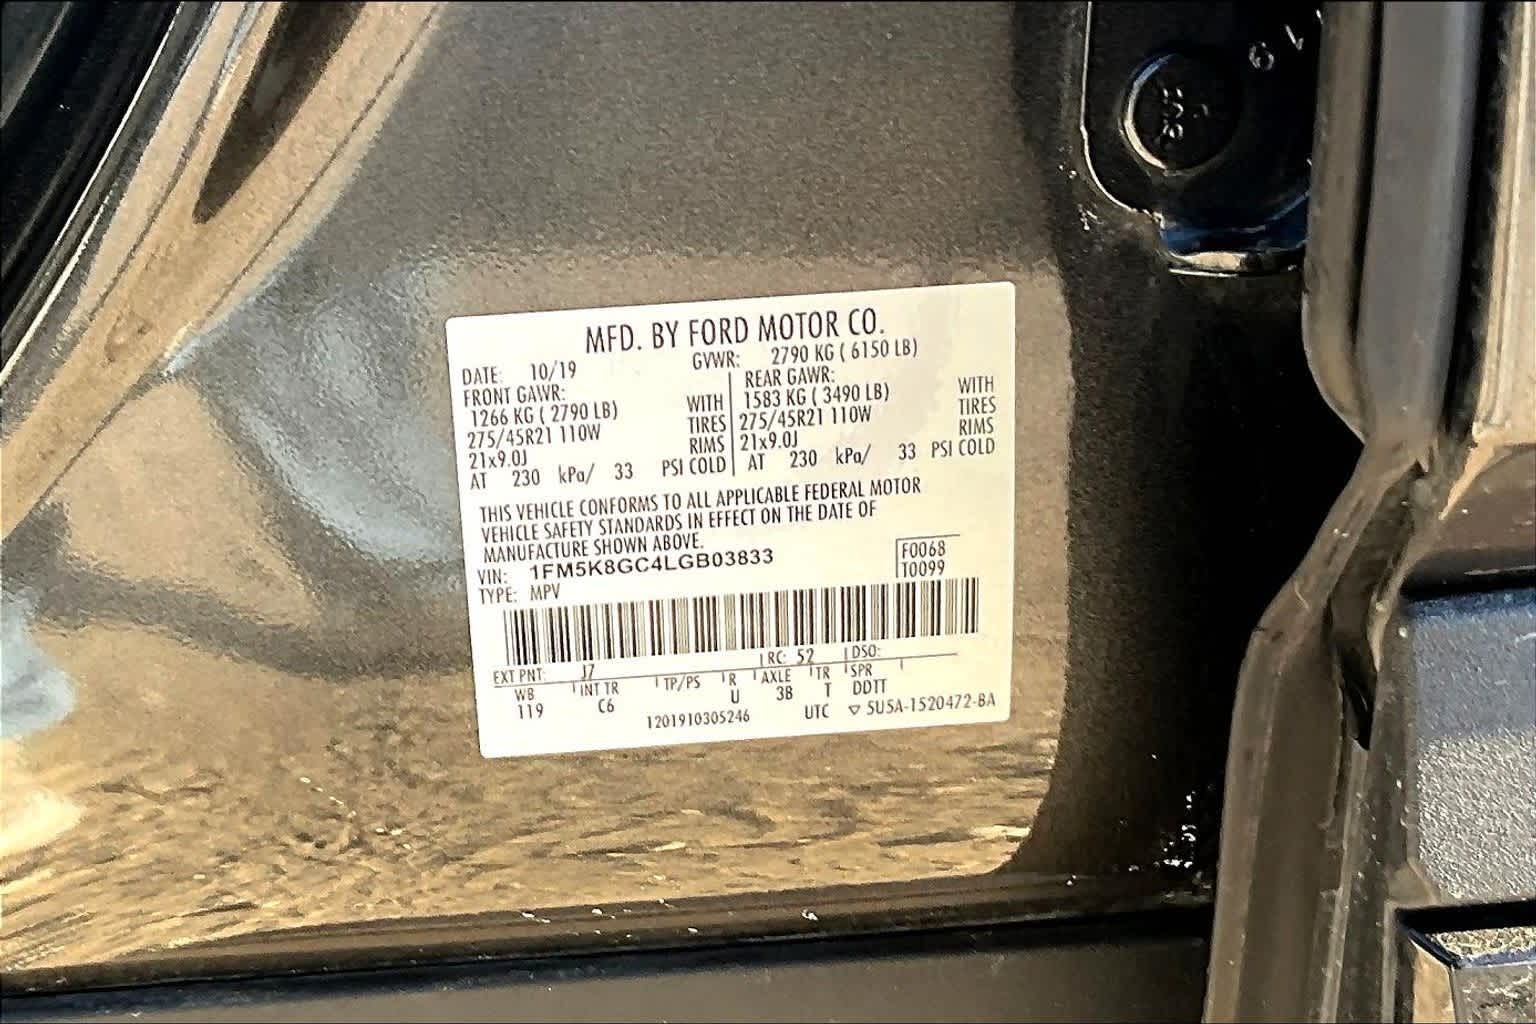 MFD. BY FORD MOTOR CO.
DATE: 10/19 GVWR: 2790 KG ( 6150 LB)
FRONT GAWR: REAR GAWR:
1266 KG ( 2790 LB) WITH 1583 KG ( 3490 LB) WITH
275/45R21 110W TIRES 275/45R21 110W TIRES
21x9.0J RIMS 21x9.0J RIMS
AT 230 kPa/ 33 PSI COLD AT 230 kPa/ 33 PSI COLD
THIS VEHICLE CONFORMS TO ALL APPLICABLE FEDERAL MOTOR
VEHICLE SAFETY STANDARDS IN EFFECT ON THE DATE OF
MANUFACTURE SHOWN ABOVE.
VIN: 1FM5K8GC4LGB03833 F0068
TYPE: MPV T0099
EXT PNT: J7 RC: 52 DSO:
WB INT TR TP/PS R AXLE TR SPR
119 C6 U 3B T DDTT
1201910305246 UTC ▽ 5U5A-1520472-BA